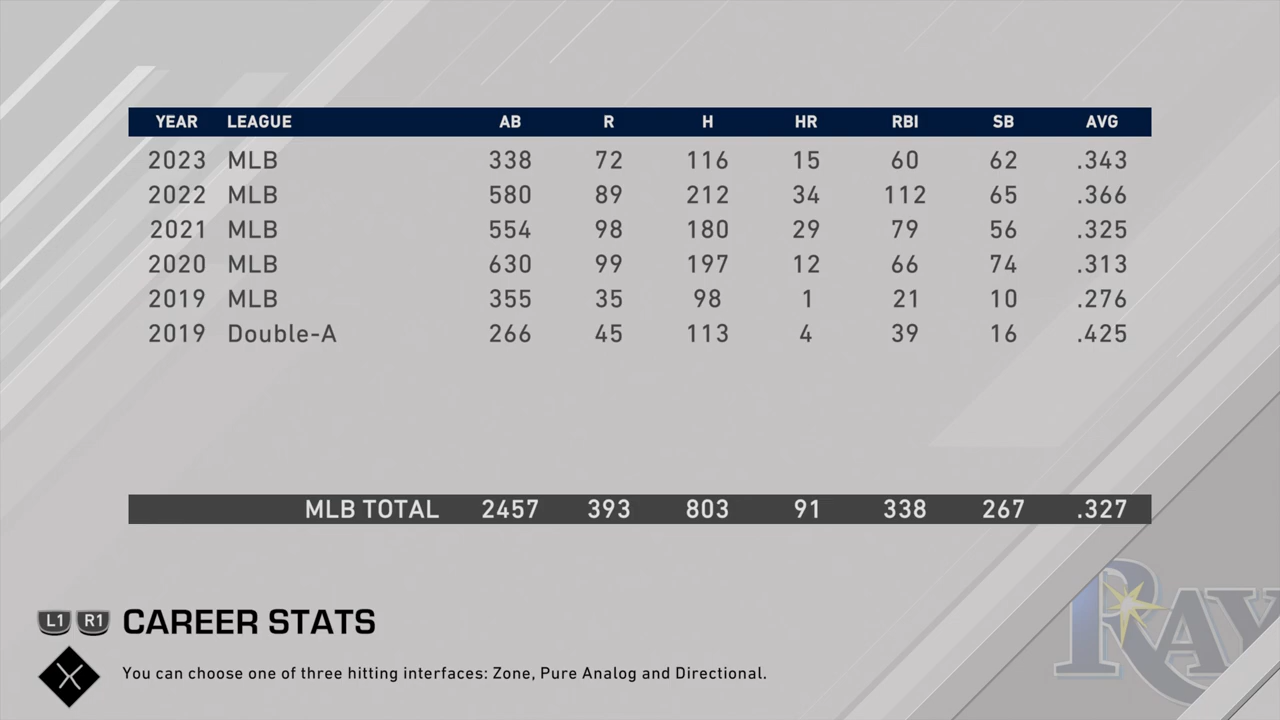 YEAR LEAGUE AB R H HR RBI SB AVG
2023 MLB 338 72 116 15 60 62 .343
2022 MLB 580 89 212 34 112 65 .366
2021 MLB 554 98 180 29 79 56 .325
2020 MLB 630 99 197 12 66 74 .313
2019 MLB 355 35 98 1 21 10 .276
2019 Double-A 266 45 113 4 39 16 .425
MLB TOTAL 2457 393 803 91 338 267 .327
L1 R1 CAREER STATS
You can choose one of three hitting interfaces: Zone, Pure Analog and Directional.
RAY